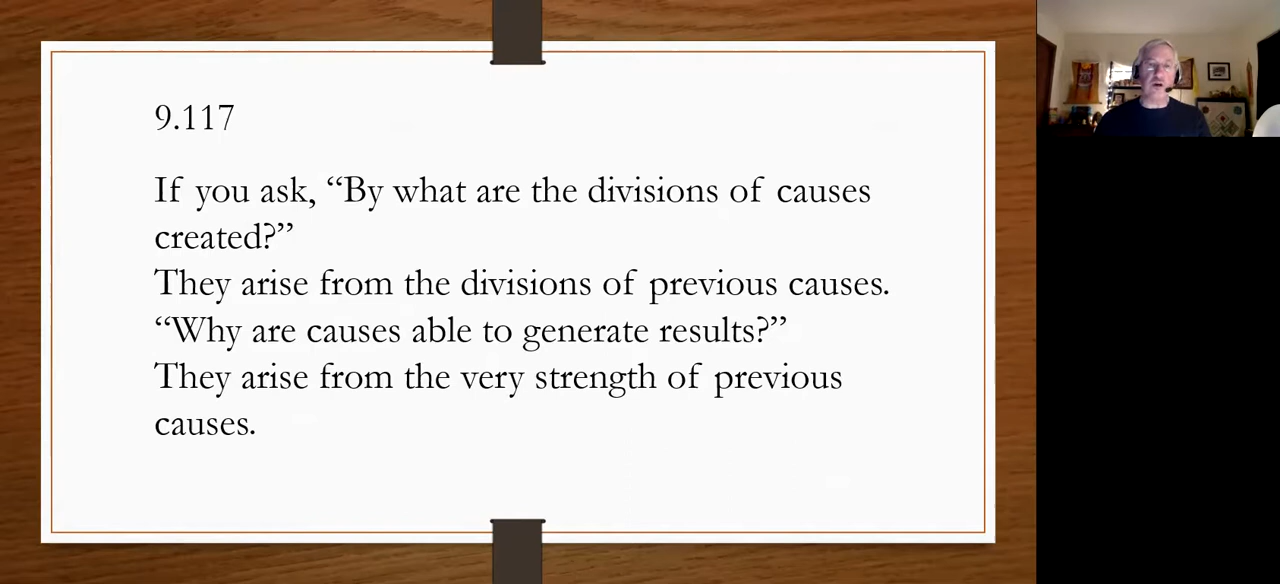 9.117
If you ask, “By what are the divisions of causes
created?”
They arise from the divisions of previous causes.
“Why are causes able to generate results?”
They arise from the very strength of previous
causes.